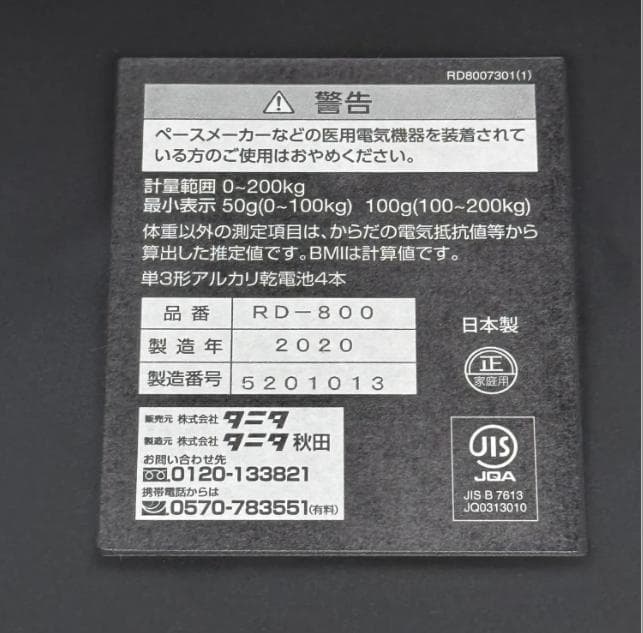 RD8007301(1)
警告
ペースメーカーなどの医用電気機器を装着されて
いる方のご使用はおやめください。
計量範囲 0~200kg
最小表示 50g(0~100kg) 100g(100~200kg)
体重以外の測定項目は、からだの電気抵抗値等から
算出した推定値です。BMIは計算値です。
単3形アルカリ乾電池4本
品番 RD-800
製造年 2020
製造番号 5201013
日本製
正
家庭用
販売元 株式会社 タニタ
製造元 株式会社 タニタ秋田
お問い合わせ先
0120-133821
携帯電話からは
0570-783551(有料)
JIS
JQA
JIS B 7613
JQ0313010